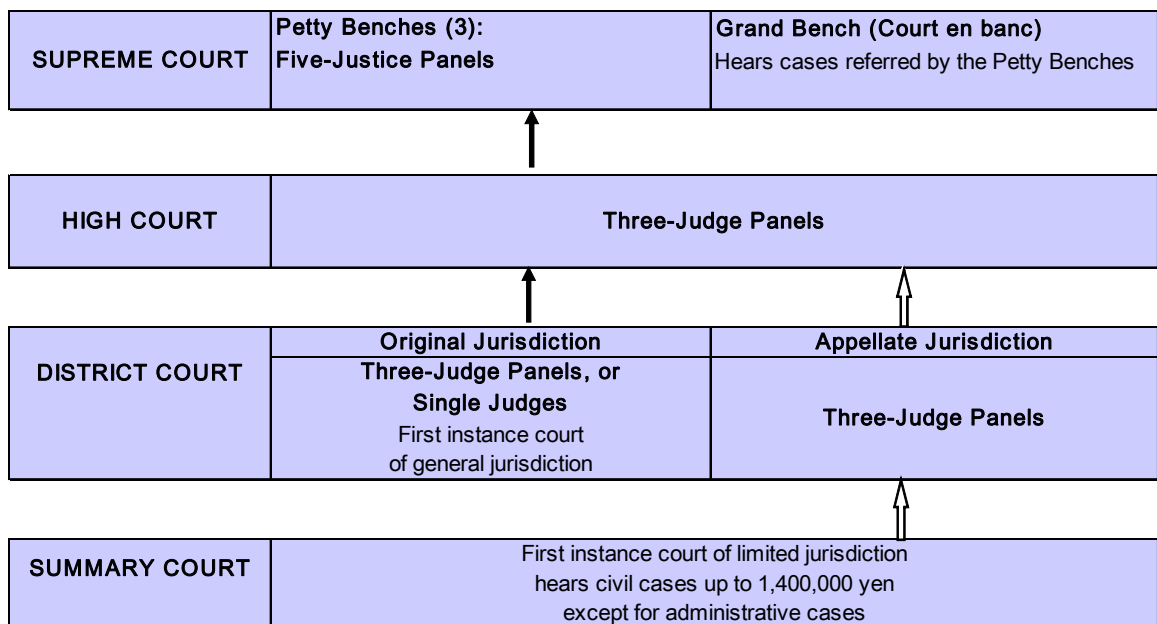 SUPREME COURT
Petty Benches (3):
Five-Justice Panels
Grand Bench (Court en banc)
Hears cases referred by the Petty Benches
HIGH COURT
Three-Judge Panels
DISTRICT COURT
Original Jurisdiction
Three-Judge Panels, or
Single Judges
First instance court
of general jurisdiction
Appellate Jurisdiction
Three-Judge Panels
SUMMARY COURT
First instance court of limited jurisdiction
hears civil cases up to 1,400,000 yen
except for administrative cases